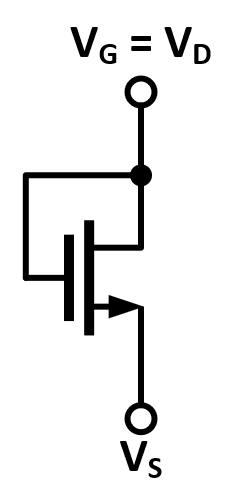 VG = VD
VS